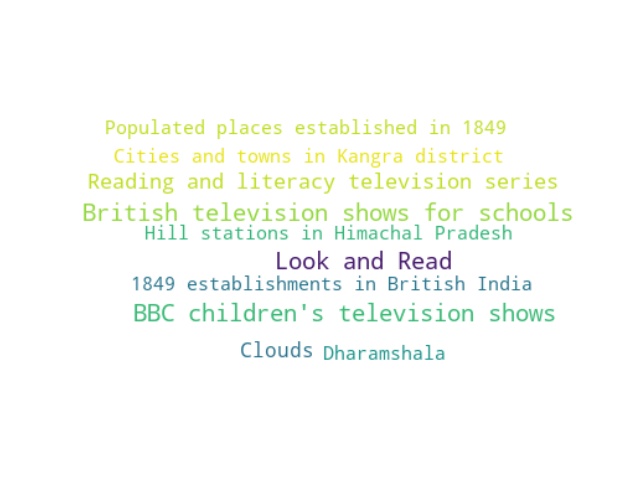 Populated places established in 1849
Cities and towns in Kangra district
Reading and literacy television series
British television shows for schools
Hill stations in Himachal Pradesh
Look and Read
1849 establishments in British India
BBC children's television shows
Clouds Dharamshala